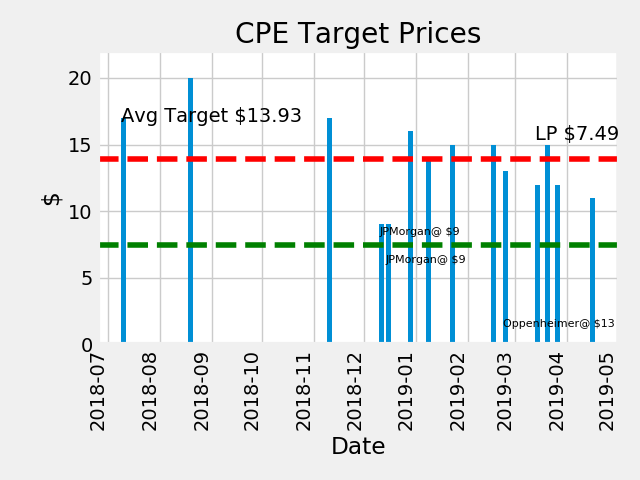 CPE Target Prices
20
Avg Target $13.93
LP $7.49
15
$
10
JPMorgan@ $9
JPMorgan@ $9
5
Oppenheimer@ $13
0
2018-07
2018-08
2018-09
2018-10
2018-11
2018-12
2019-01
2019-02
2019-03
2019-04
2019-05
Date